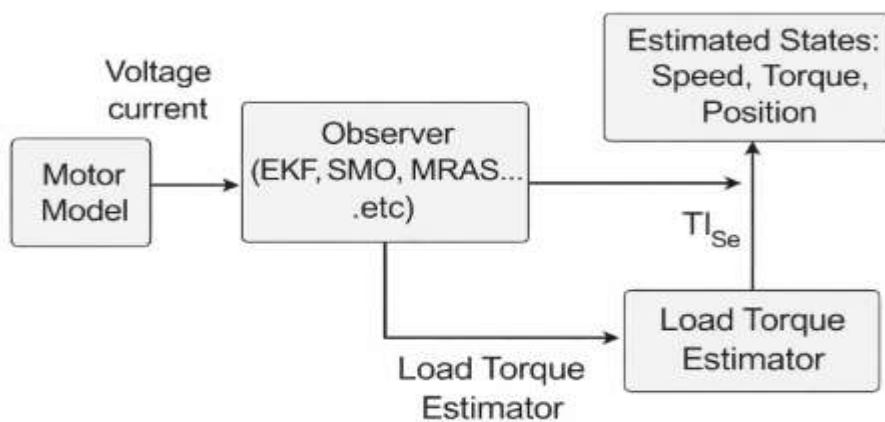 Voltage
current
Motor
Model
Observer
(EKF, SMO, MRAS...
.etc)
Estimated States:
Speed, Torque,
Position
TI_Se
Load Torque
Estimator
Load Torque
Estimator